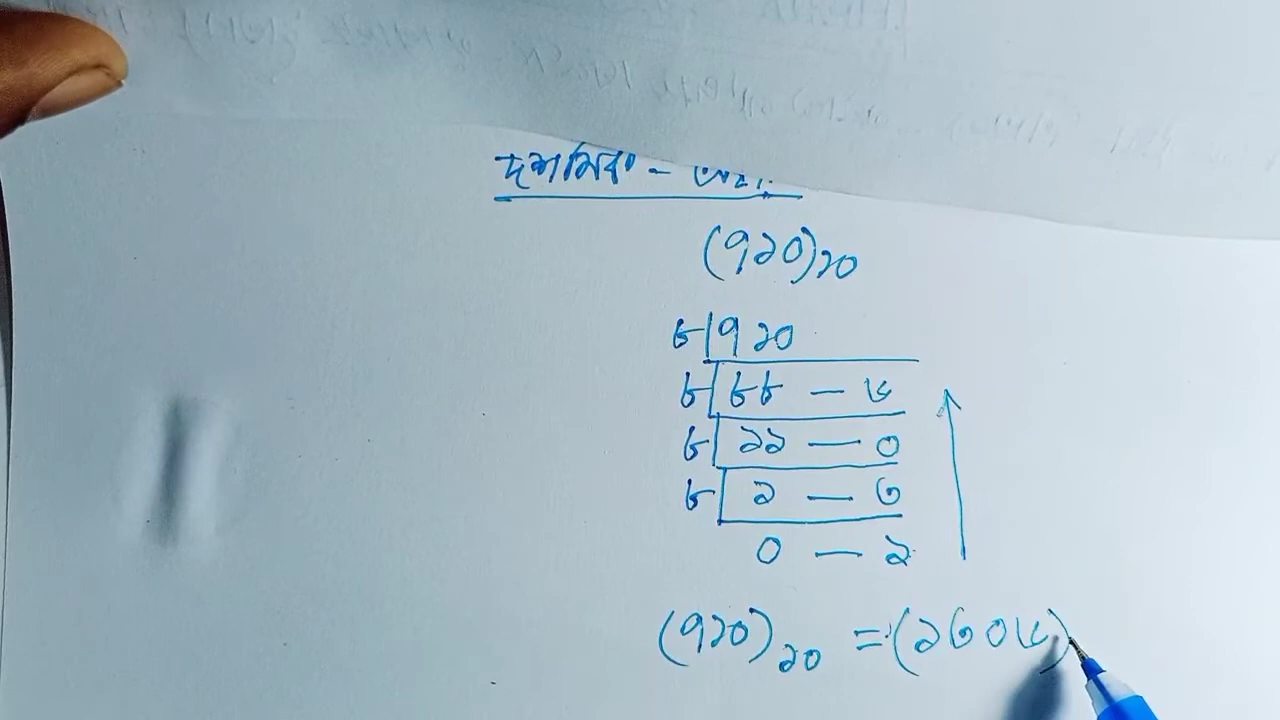 দশমিক -
(৭১০)১০
৮|৭১০
৮|৮৮ — ৬
৮|১১ — ০
৮|১ — ৩
০ — ১
(৭১০)১০ = (১৩০৬)